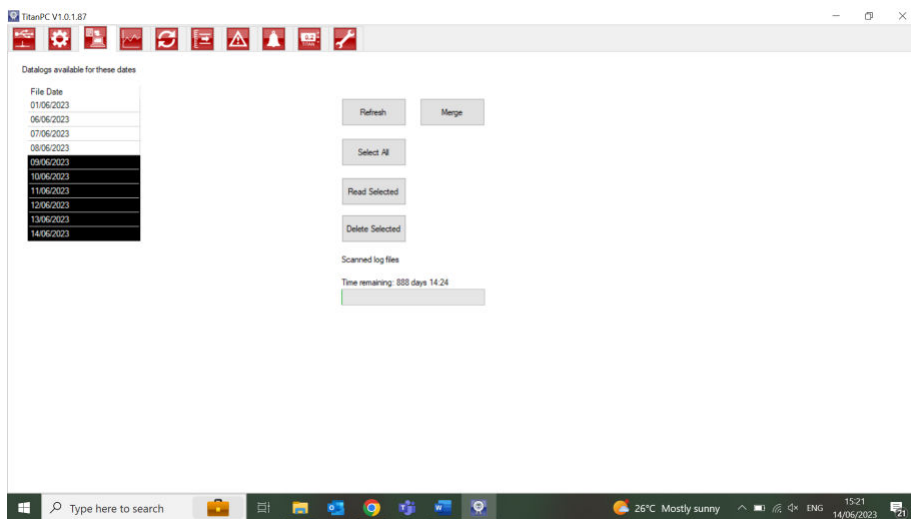 TitanPC V1.0.1.87
Datalogs available for these dates
File Date
01/06/2023
06/06/2023
07/06/2023
08/06/2023
09/06/2023
10/06/2023
11/06/2023
12/06/2023
13/06/2023
14/06/2023
Refresh
Merge
Select All
Read Selected
Delete Selected
Scanned log files
Time remaining: 888 days 14:24
Type here to search
26°C Mostly sunny
ENG
15:21
14/06/2023
21